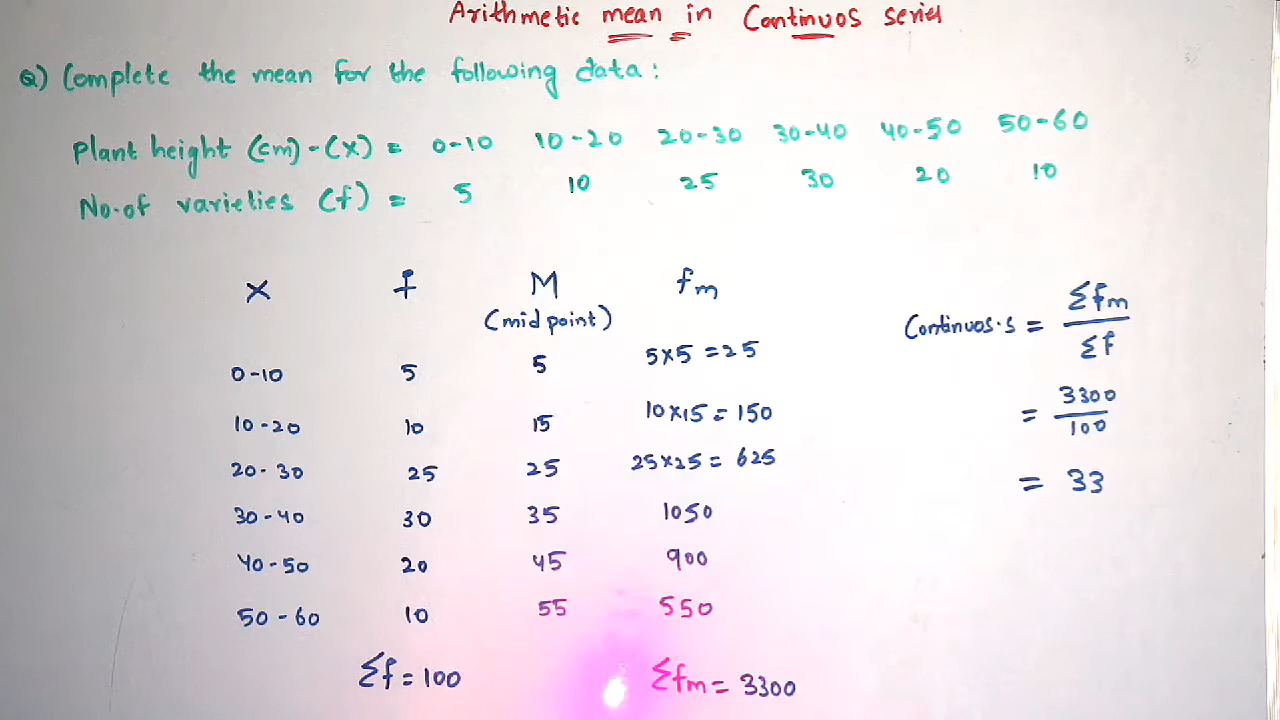 Arithmetic mean in Continuos series
Q) Complete the mean for the following data:
Plant height (cm) - (x) = 0-10 10-20 20-30 30-40 40-50 50-60
No.of varieties (f) = 5 10 25 30 20 10
X f M fm
(mid point)
Continuos.s = Σfm / Σf
0-10 5 5 5x5 = 25
= 3300 / 100
10-20 10 15 10x15 = 150
20-30 25 25 25x25 = 625
= 33
30-40 30 35 1050
40-50 20 45 900
50-60 10 55 550
Σf = 100 Σfm = 3300